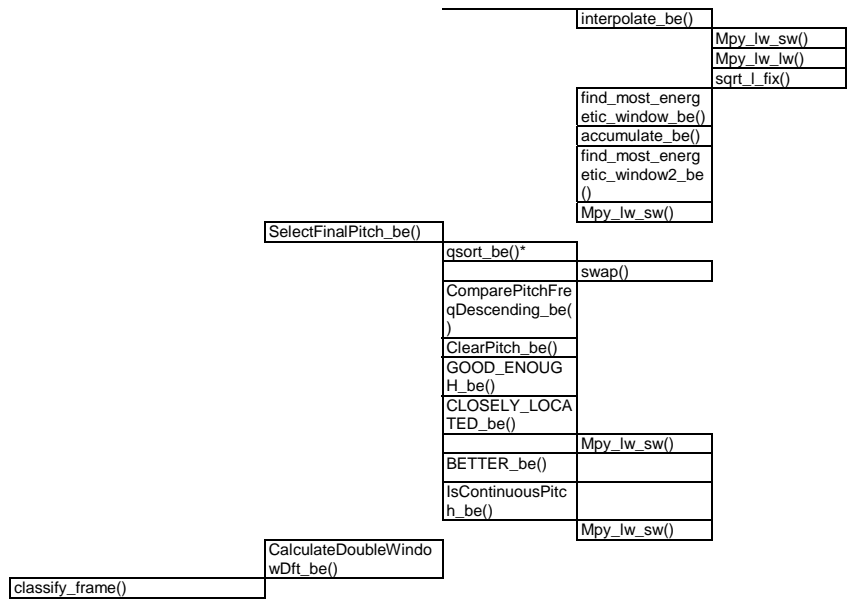 interpolate_be()
Mpy_lw_sw()
Mpy_lw_lw()
sqrt_l_fix()
find_most_energ
etic_window_be()
accumulate_be()
find_most_energ
etic_window2_be
()
Mpy_lw_sw()
SelectFinalPitch_be()
qsort_be()*
swap()
ComparePitchFre
qDescending_be(
)
ClearPitch_be()
GOOD_ENOUG
H_be()
CLOSELY_LOCA
TED_be()
Mpy_lw_sw()
BETTER_be()
IsContinuousPitc
h_be()
Mpy_lw_sw()
CalculateDoubleWindo
wDft_be()
classify_frame()